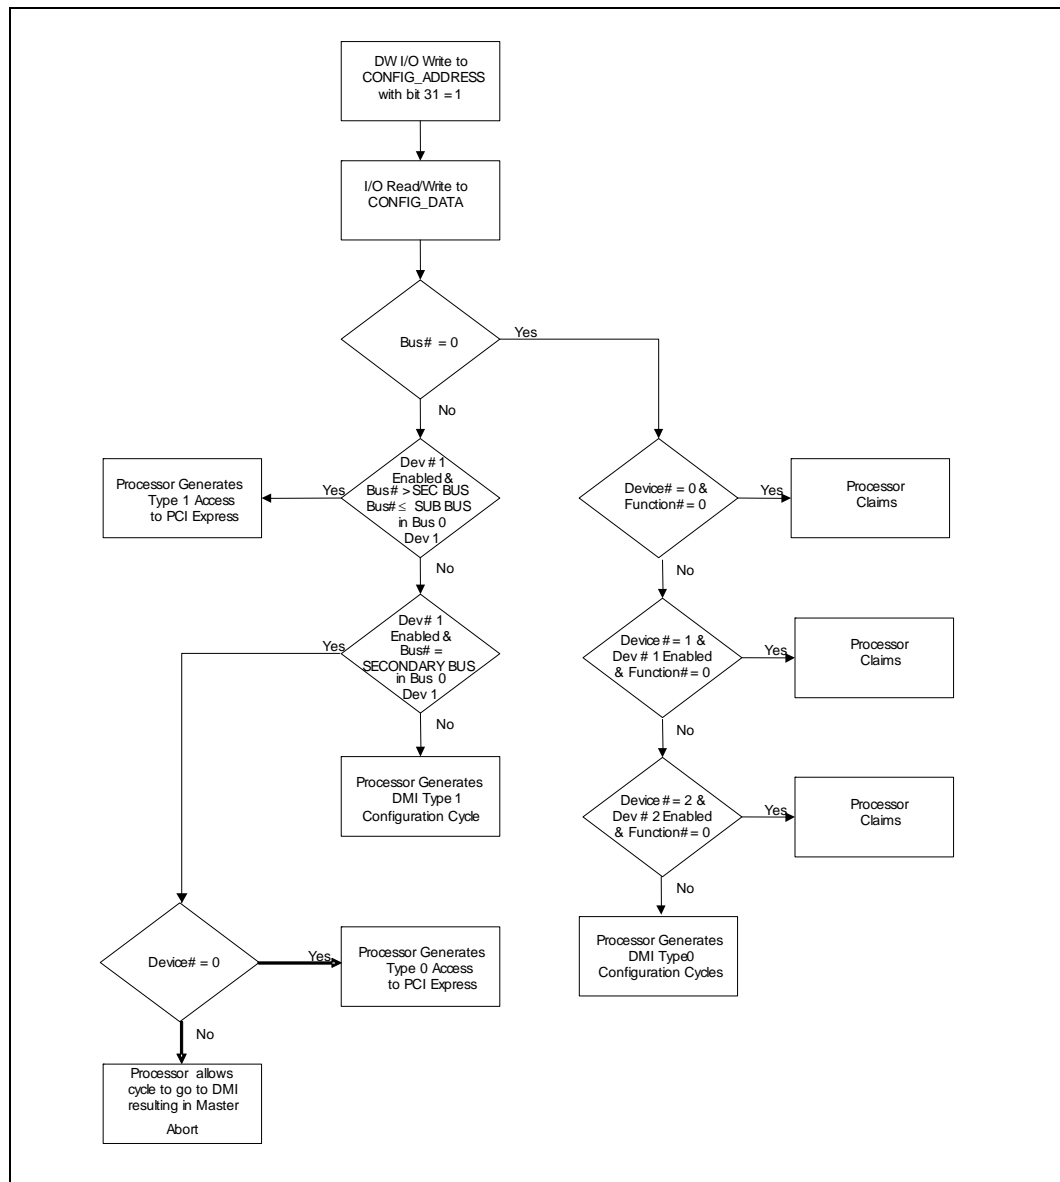 DW I/O Write to
CONFIG_ADDRESS
with bit 31 = 1
I/O Read/Write to
CONFIG_DATA
Bus# = 0
Yes
No
Dev # 1
Enabled &
Bus# > SEC BUS
Bus# ≤ SUB BUS
in Bus 0
Dev 1
Yes
Processor Generates
Type 1 Access
to PCI Express
No
Dev# 1
Enabled &
Bus# =
SECONDARY BUS
in Bus 0
Dev 1
Yes
No
Processor Generates
DMI Type 1
Configuration Cycle
Device# = 0
Yes
Processor Generates
Type 0 Access
to PCI Express
No
Processor allows
cycle to go to DMI
resulting in Master
Abort
Device# = 0 &
Function# = 0
Yes
Processor
Claims
No
Device # = 1 &
Dev # 1 Enabled
& Function# = 0
Yes
Processor
Claims
No
Device # = 2 &
Dev # 2 Enabled
& Function# = 0
Yes
Processor
Claims
No
Processor Generates
DMI Type0
Configuration Cycles